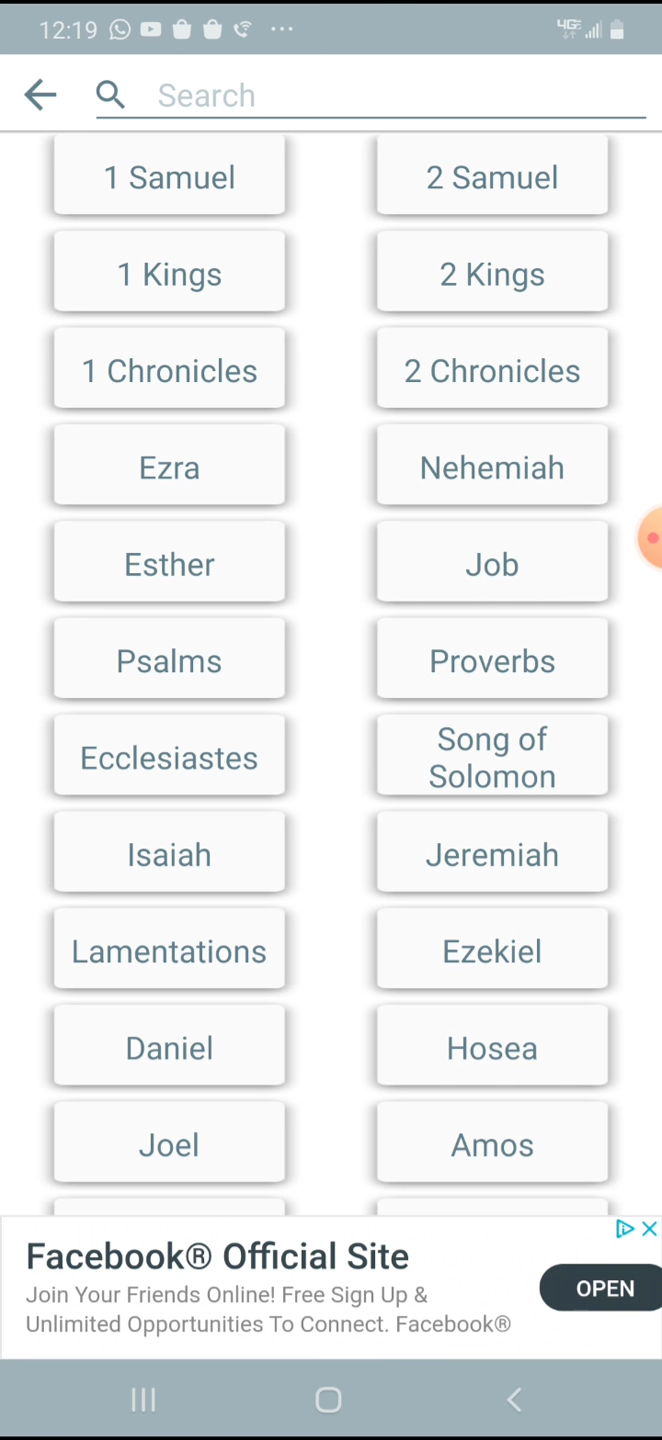 12:19
4GE
Search
1 Samuel
2 Samuel
1 Kings
2 Kings
1 Chronicles
2 Chronicles
Ezra
Nehemiah
Esther
Job
Psalms
Proverbs
Ecclesiastes
Song of
Solomon
Isaiah
Jeremiah
Lamentations
Ezekiel
Daniel
Hosea
Joel
Amos
Facebook® Official Site
Join Your Friends Online! Free Sign Up &
Unlimited Opportunities To Connect. Facebook®
OPEN